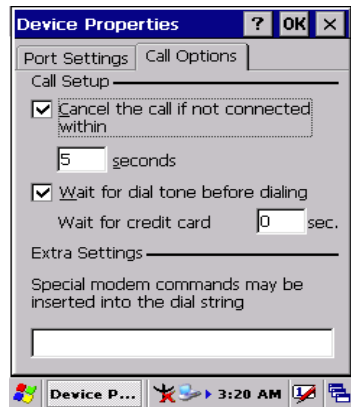 Device Properties ? OK ×
Port Settings Call Options
Call Setup
Cancel the call if not connected
within
5 seconds
Wait for dial tone before dialing
Wait for credit card 0 sec.
Extra Settings
Special modem commands may be
inserted into the dial string
Device P... 3:20 AM